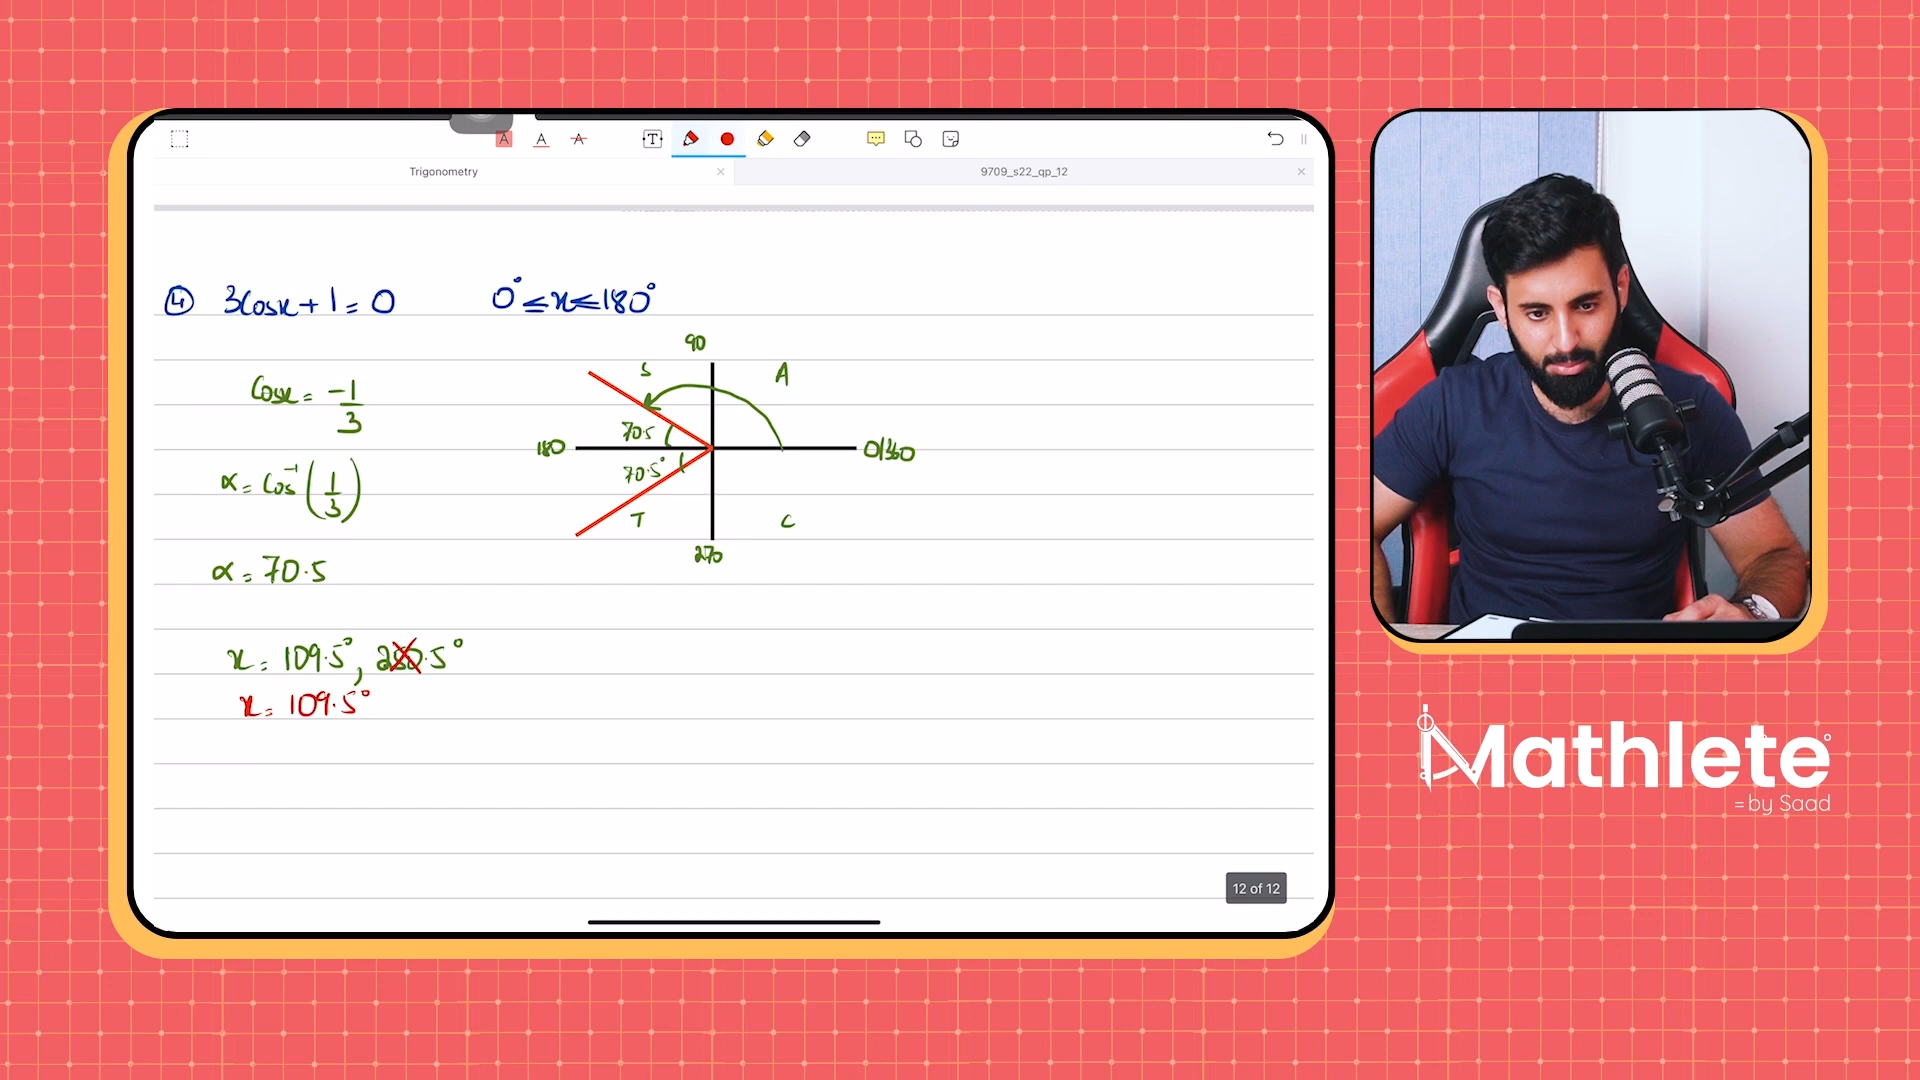 A A A T
Trigonometry × 9709_s22_qp_12 ×
④ 3cosx + 1 = 0 0° ≤ x ≤ 180°
90
S A
Cosx = -1/3
70.5
180 0/360
70.5°
α = Cos⁻¹(1/3)
T C
270
α = 70.5
x = 109.5°, 250.5°
x = 109.5°
12 of 12
Mathlete°
= by Saad